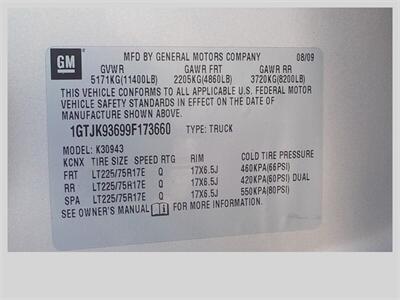 GM
MFD BY GENERAL MOTORS COMPANY 08/09
GVWR GAWR FRT GAWR RR
5171KG(11400LB) 2205KG(4860LB) 3720KG(8200LB)
THIS VEHICLE CONFORMS TO ALL APPLICABLE U.S. FEDERAL MOTOR
VEHICLE SAFETY STANDARDS IN EFFECT ON THE DATE OF
MANUFACTURE SHOWN ABOVE.
1GTJK93699F173660 TYPE: TRUCK
MODEL: K30943
KCNX TIRE SIZE SPEED RTG RIM COLD TIRE PRESSURE
FRT LT225/75R17E Q 17X6.5J 460KPA(66PSI)
RR LT225/75R17E Q 17X6.5J 420KPA(60PSI) DUAL
SPA LT225/75R17E Q 17X6.5J 550KPA(80PSI)
SEE OWNER'S MANUAL FOR MORE INFORMATION.